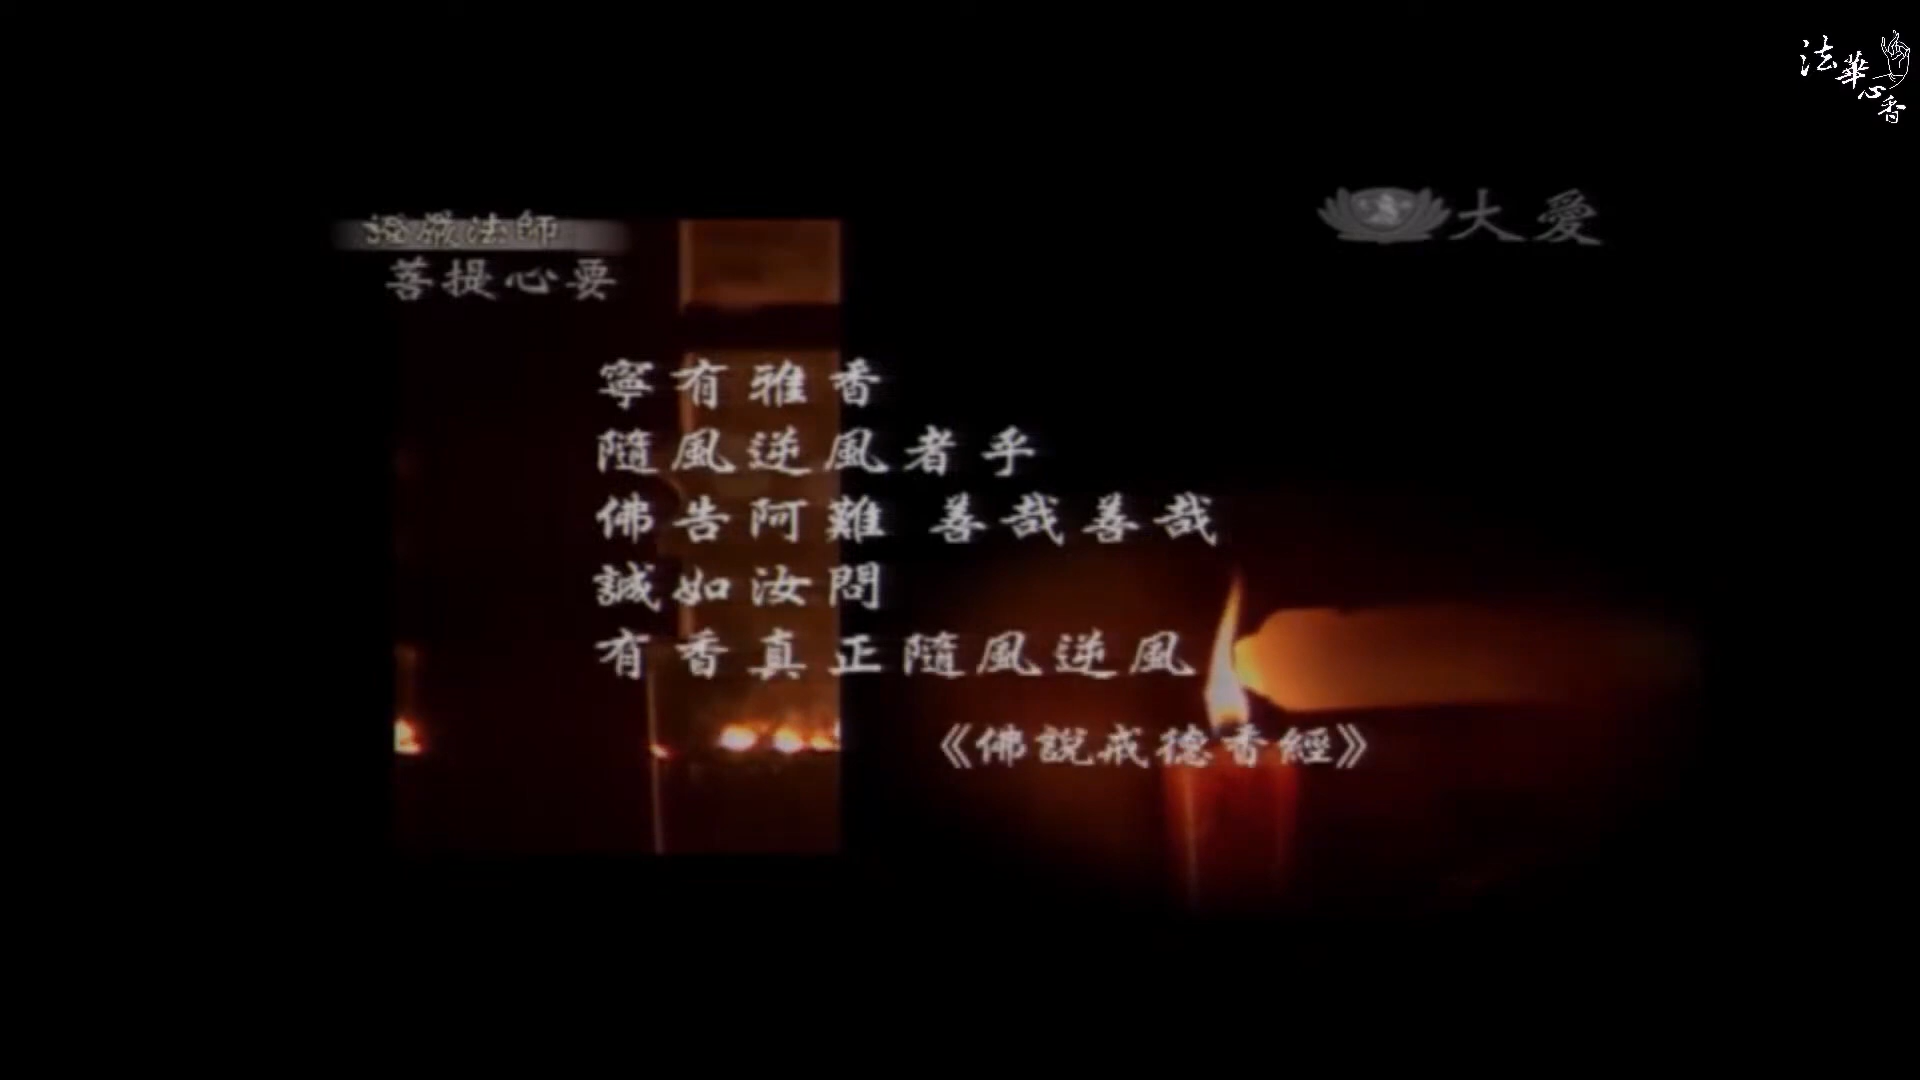 法華心香
大愛
證嚴法師
菩提心要
寧有雅香
隨風逆風者乎
佛告阿難 善哉善哉
誠如汝問
有香真正隨風逆風
《佛說戒德香經》